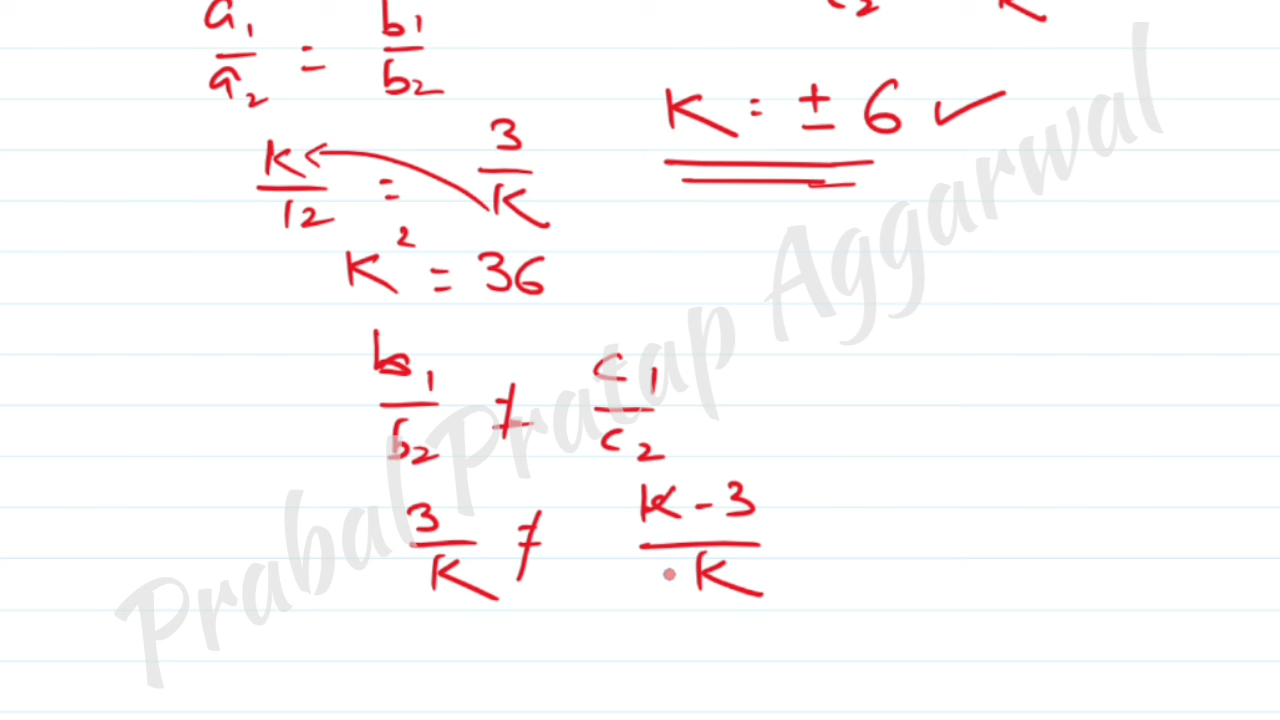 a₁/a₂ = b₁/b₂
K = ± 6 ✓
K/12 = 3/K
K² = 36
b₁/b₂ ≠ c₁/c₂
3/K ≠ K - 3/K
Prabal Pratap Aggarwal